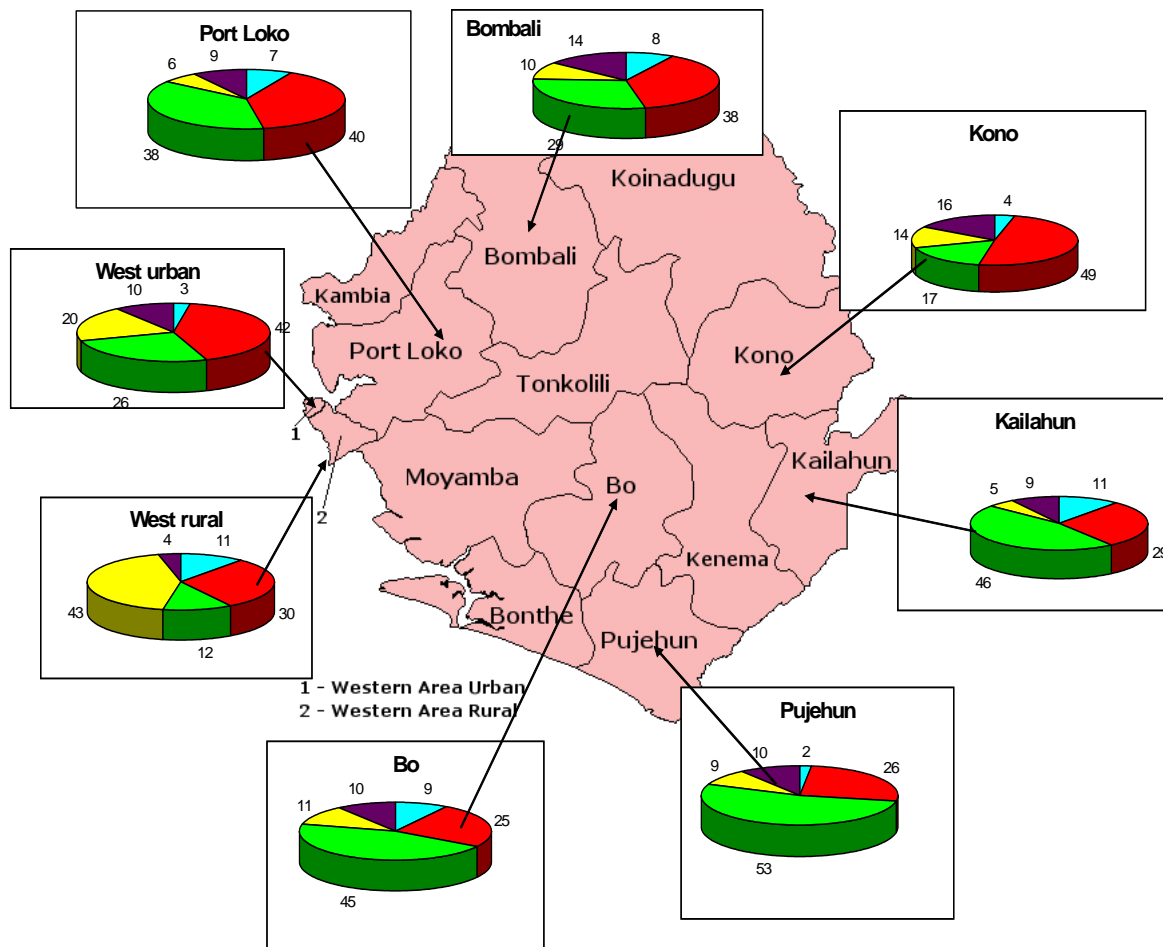 Port Loko
6
9
7
40
38
Bombali
14
8
10
38
29
Kono
16
4
14
49
17
West urban
10
3
20
42
26
Kailahun
5
9
11
29
46
West rural
4
11
43
30
12
Pujehun
10
2
9
26
53
Bo
11
10
9
25
45
Koinadugu
Bombali
Kambia
Port Loko
Kono
Tonkolili
1
Kailahun
Moyamba
Bo
2
Kenema
Bonthe
Pujehun
1 - Western Area Urban
2 - Western Area Rural